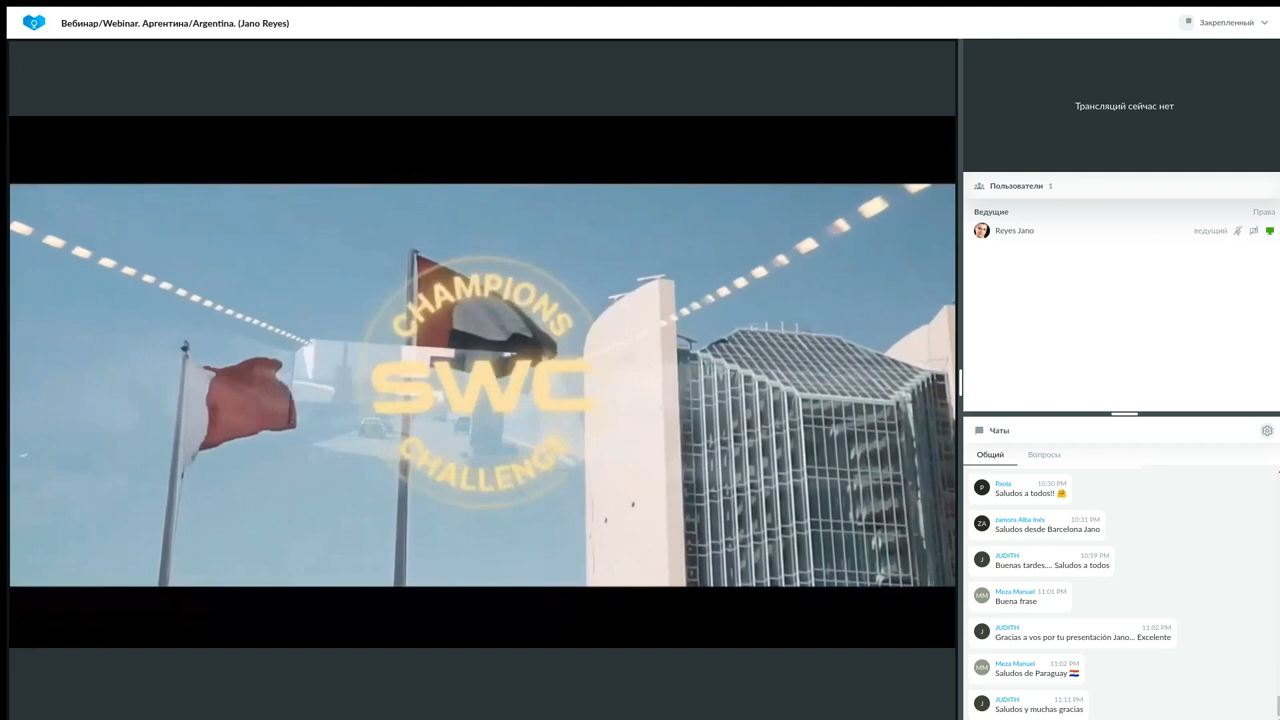 Вебинар/Webinar. Аргентина/Argentina. (Jano Reyes)
Закрепленный
Трансляций сейчас нет
CHAMPIONS
SWC
CHALLENGE
Пользователи 1
Ведущие Права
Reyes Jano ведущий
Чаты
Общий Вопросы
P Paola 10:30 PM
Saludos a todos!! 🤗
ZA zamora Alba Inés 10:31 PM
Saludos desde Barcelona Jano
J JUDITH 10:59 PM
Buenas tardes.... Saludos a todos
MM Meza Manuel 11:01 PM
Buena frase
J JUDITH 11:02 PM
Gracias a vos por tu presentación Jano... Excelente
MM Meza Manuel 11:02 PM
Saludos de Paraguay 🇵🇾
J JUDITH 11:11 PM
Saludos y muchas gracias